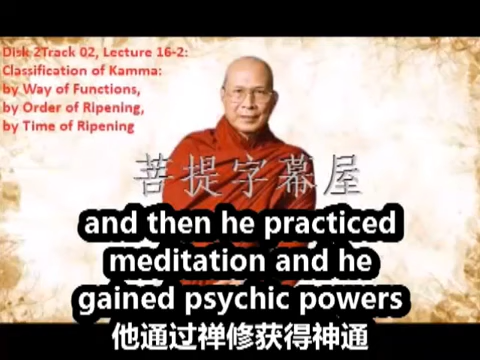 Disk 2Track 02, Lecture 16-2:
Classification of Kamma:
by Way of Functions,
by Order of Ripening,
by Time of Ripening
菩提字幕屋
and then he practiced
meditation and he
gained psychic powers
他通过禅修获得神通